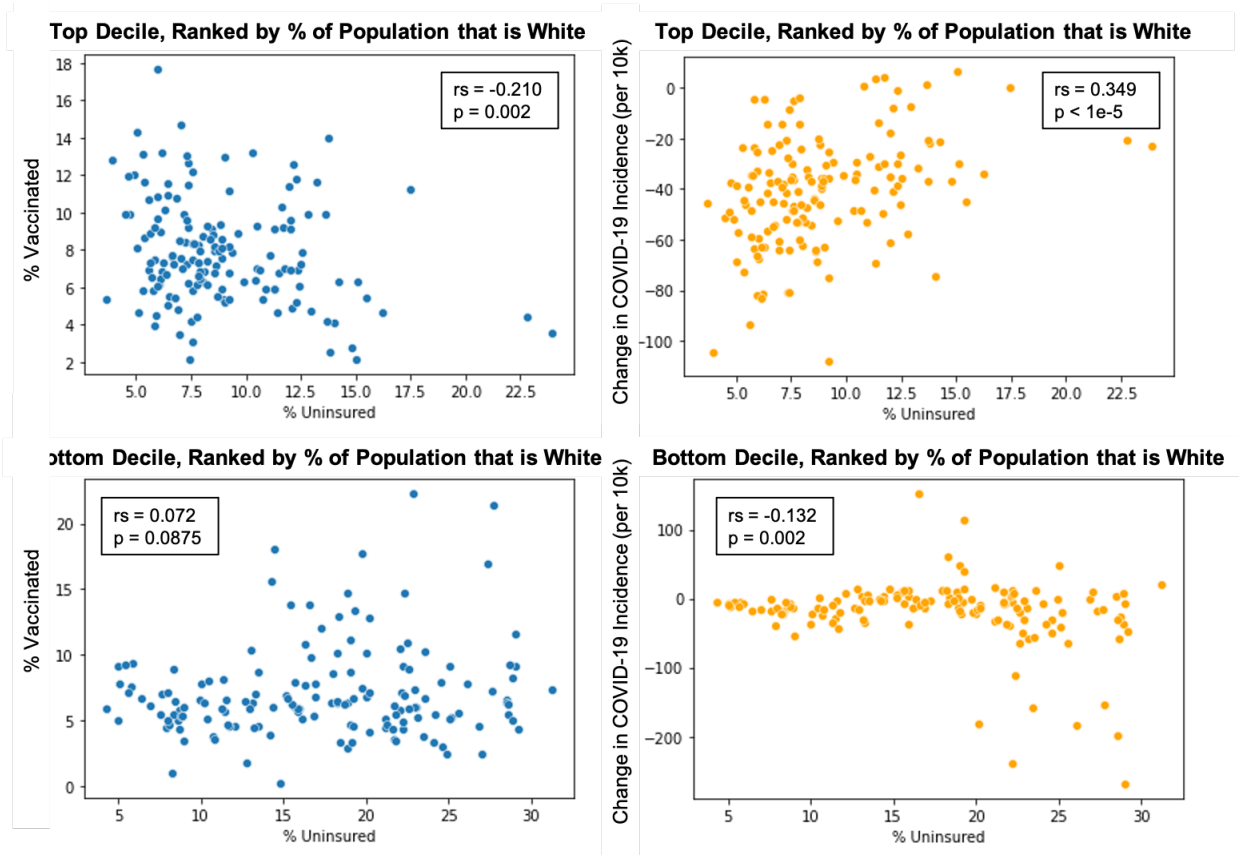 Top Decile, Ranked by % of Population that is White
% Vaccinated
18
16
14
12
10
8
6
4
2
rs = -0.210
p = 0.002
5.0 7.5 10.0 12.5 15.0 17.5 20.0 22.5
% Uninsured
Top Decile, Ranked by % of Population that is White
Change in COVID-19 Incidence (per 10k)
0
−20
−40
−60
−80
−100
rs = 0.349
p < 1e-5
5.0 7.5 10.0 12.5 15.0 17.5 20.0 22.5
% Uninsured
ottom Decile, Ranked by % of Population that is White
% Vaccinated
20
15
10
5
0
rs = 0.072
p = 0.0875
5 10 15 20 25 30
% Uninsured
Bottom Decile, Ranked by % of Population that is White
Change in COVID-19 Incidence (per 10k)
100
0
−100
−200
rs = -0.132
p = 0.002
5 10 15 20 25 30
% Uninsured